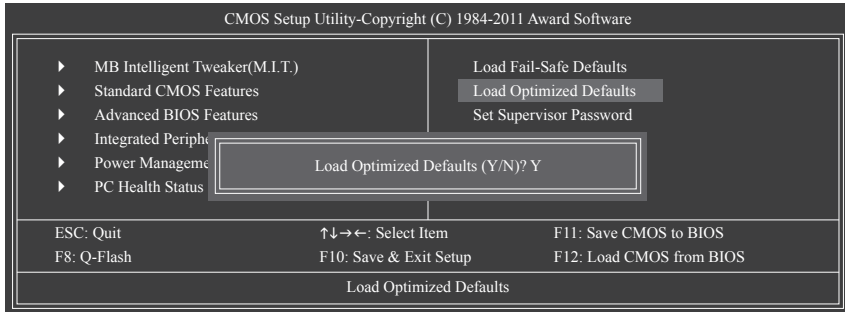 CMOS Setup Utility-Copyright (C) 1984-2011 Award Software
MB Intelligent Tweaker(M.I.T.)
Standard CMOS Features
Advanced BIOS Features
Integrated Periphe
Power Manageme
PC Health Status
Load Fail-Safe Defaults
Load Optimized Defaults
Set Supervisor Password
Load Optimized Defaults (Y/N)? Y
ESC: Quit
↑↓→←: Select Item
F11: Save CMOS to BIOS
F8: Q-Flash
F10: Save & Exit Setup
F12: Load CMOS from BIOS
Load Optimized Defaults